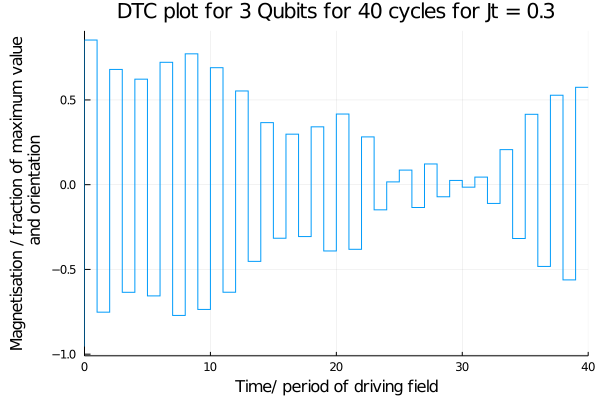 DTC plot for 3 Qubits for 40 cycles for Jt = 0.3
Magnetisation / fraction of maximum value
and orientation
0.5
0.0
−0.5
−1.0
0 10 20 30 40
Time/ period of driving field